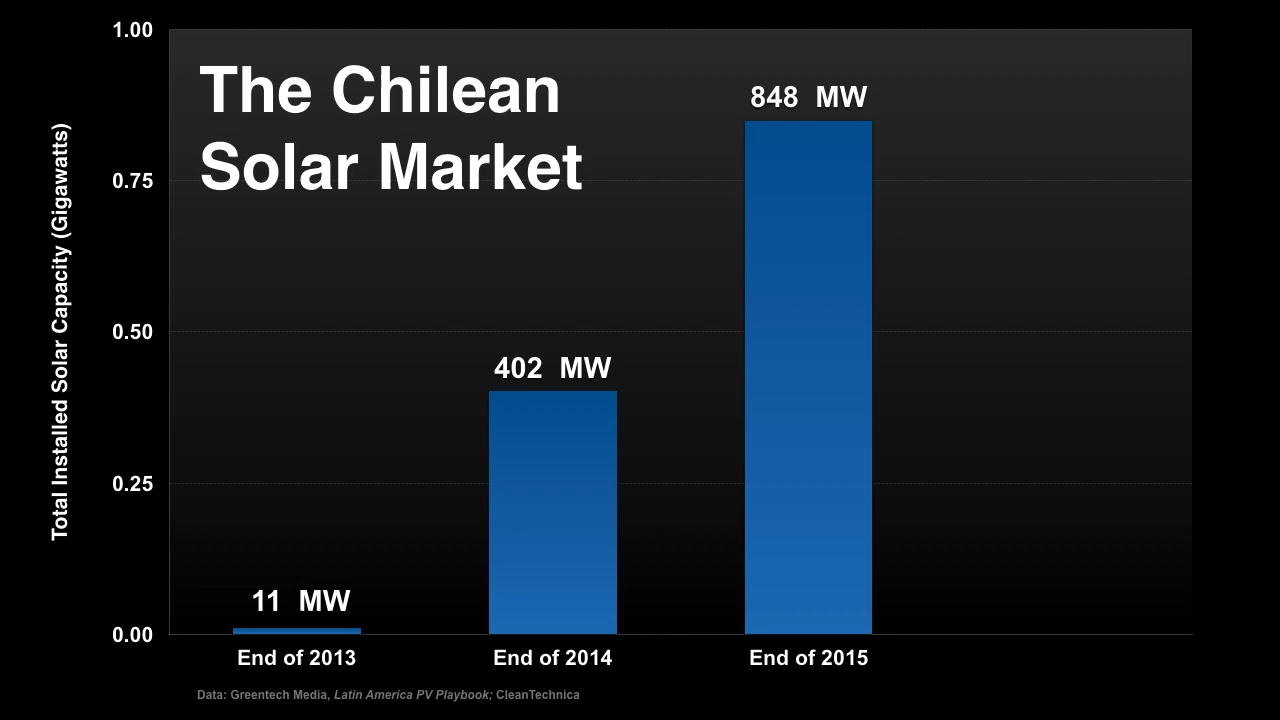 The Chilean
Solar Market
Total Installed Solar Capacity (Gigawatts)
1.00
0.75
0.50
0.25
0.00
11 MW
402 MW
848 MW
End of 2013
End of 2014
End of 2015
Data: Greentech Media, Latin America PV Playbook; CleanTechnica